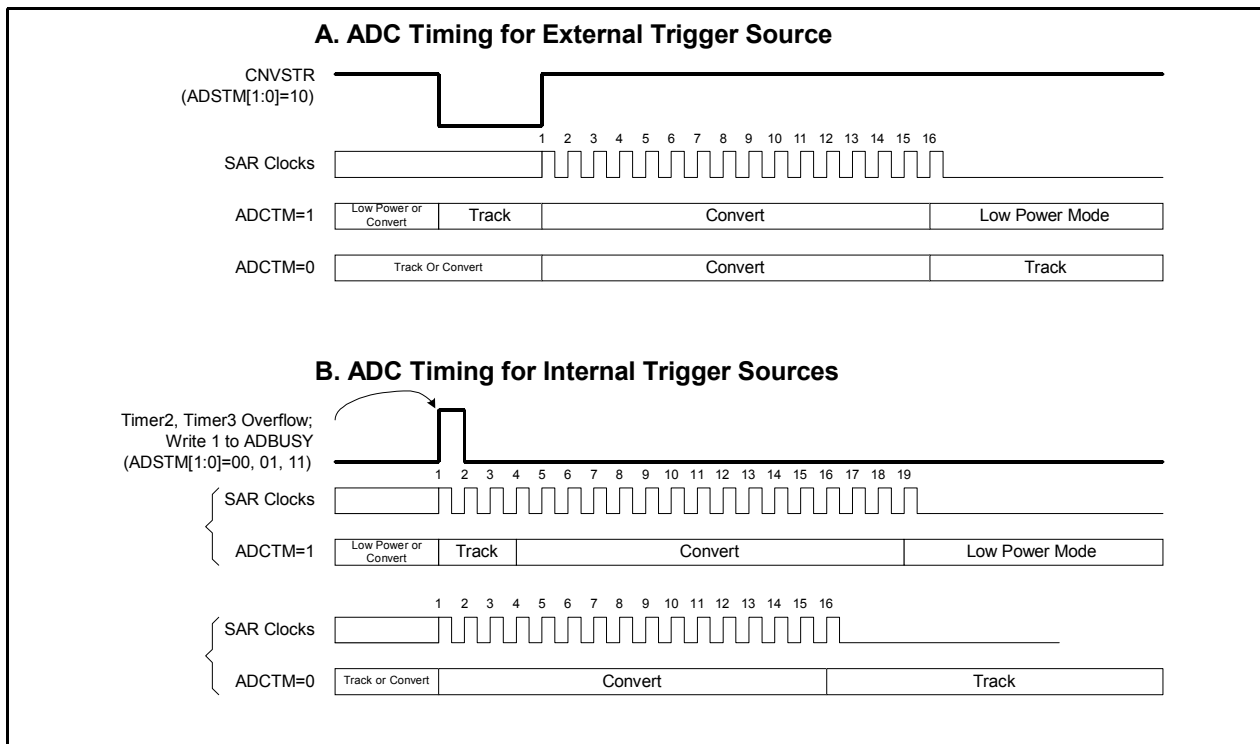 A. ADC Timing for External Trigger Source
CNVSTR
(ADSTM[1:0]=10)
1 2 3 4 5 6 7 8 9 10 11 12 13 14 15 16
SAR Clocks
ADCTM=1
Low Power or
Convert
Track
Convert
Low Power Mode
ADCTM=0
Track Or Convert
Convert
Track
B. ADC Timing for Internal Trigger Sources
Timer2, Timer3 Overflow;
Write 1 to ADBUSY
(ADSTM[1:0]=00, 01, 11)
1 2 3 4 5 6 7 8 9 10 11 12 13 14 15 16 17 18 19
SAR Clocks
ADCTM=1
Low Power or
Convert
Track
Convert
Low Power Mode
1 2 3 4 5 6 7 8 9 10 11 12 13 14 15 16
SAR Clocks
ADCTM=0
Track or Convert
Convert
Track